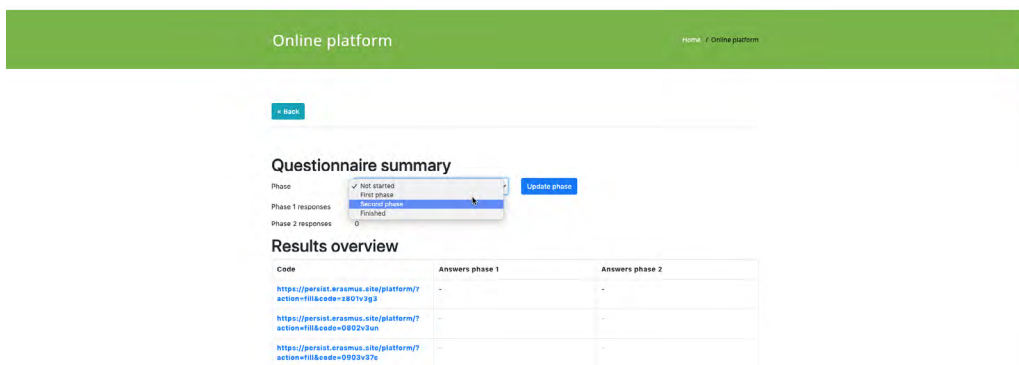 Online platform
Home / Online platform
« Back
Questionnaire summary
Phase
✓ Not started
First phase
Second phase
Finished
Update phase
Phase 1 responses
Phase 2 responses 0
Results overview
Code Answers phase 1 Answers phase 2
https://persist.erasmus.site/platform/? - -
action=fill&code=z801v3g3
https://persist.erasmus.site/platform/? - -
action=fill&code=0802v3un
https://persist.erasmus.site/platform/? - -
action=fill&code=0903v37c